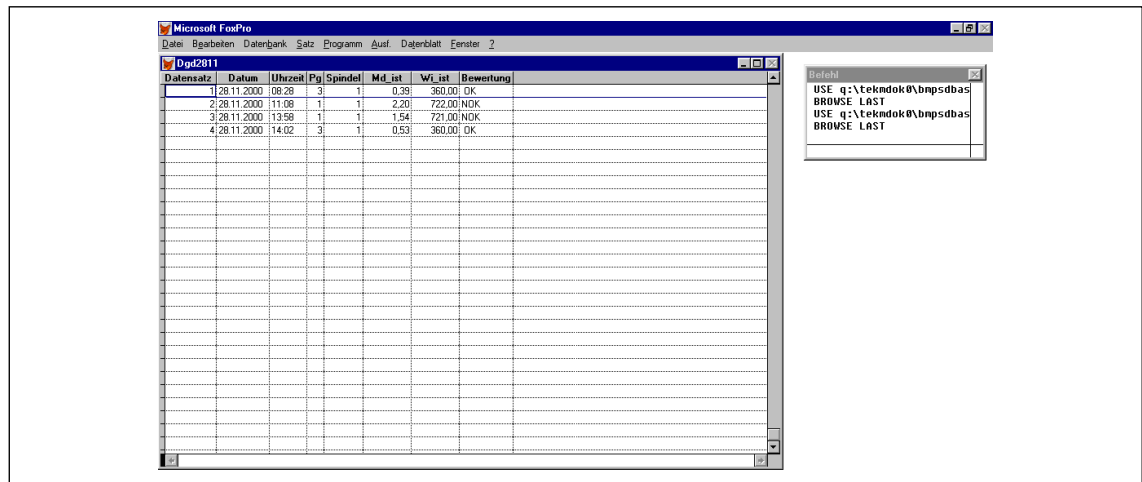 Microsoft FoxPro
Datei Bearbeiten Datenbank Satz Programm Ausf. Datenblatt Fenster ?
Dgd2811
Datensatz Datum Uhrzeit Pg Spindel Md_ist Wi_ist Bewertung
1 28.11.2000 08:28 3 1 0,39 360,00 OK
2 28.11.2000 11:08 1 1 2,20 722,00 NOK
3 28.11.2000 13:58 1 1 1,54 721,00 NOK
4 28.11.2000 14:02 3 1 0,53 360,00 OK
Befehl
USE q:\tekmdok0\bmpsdbas
BROWSE LAST
USE q:\tekmdok0\bmpsdbas
BROWSE LAST